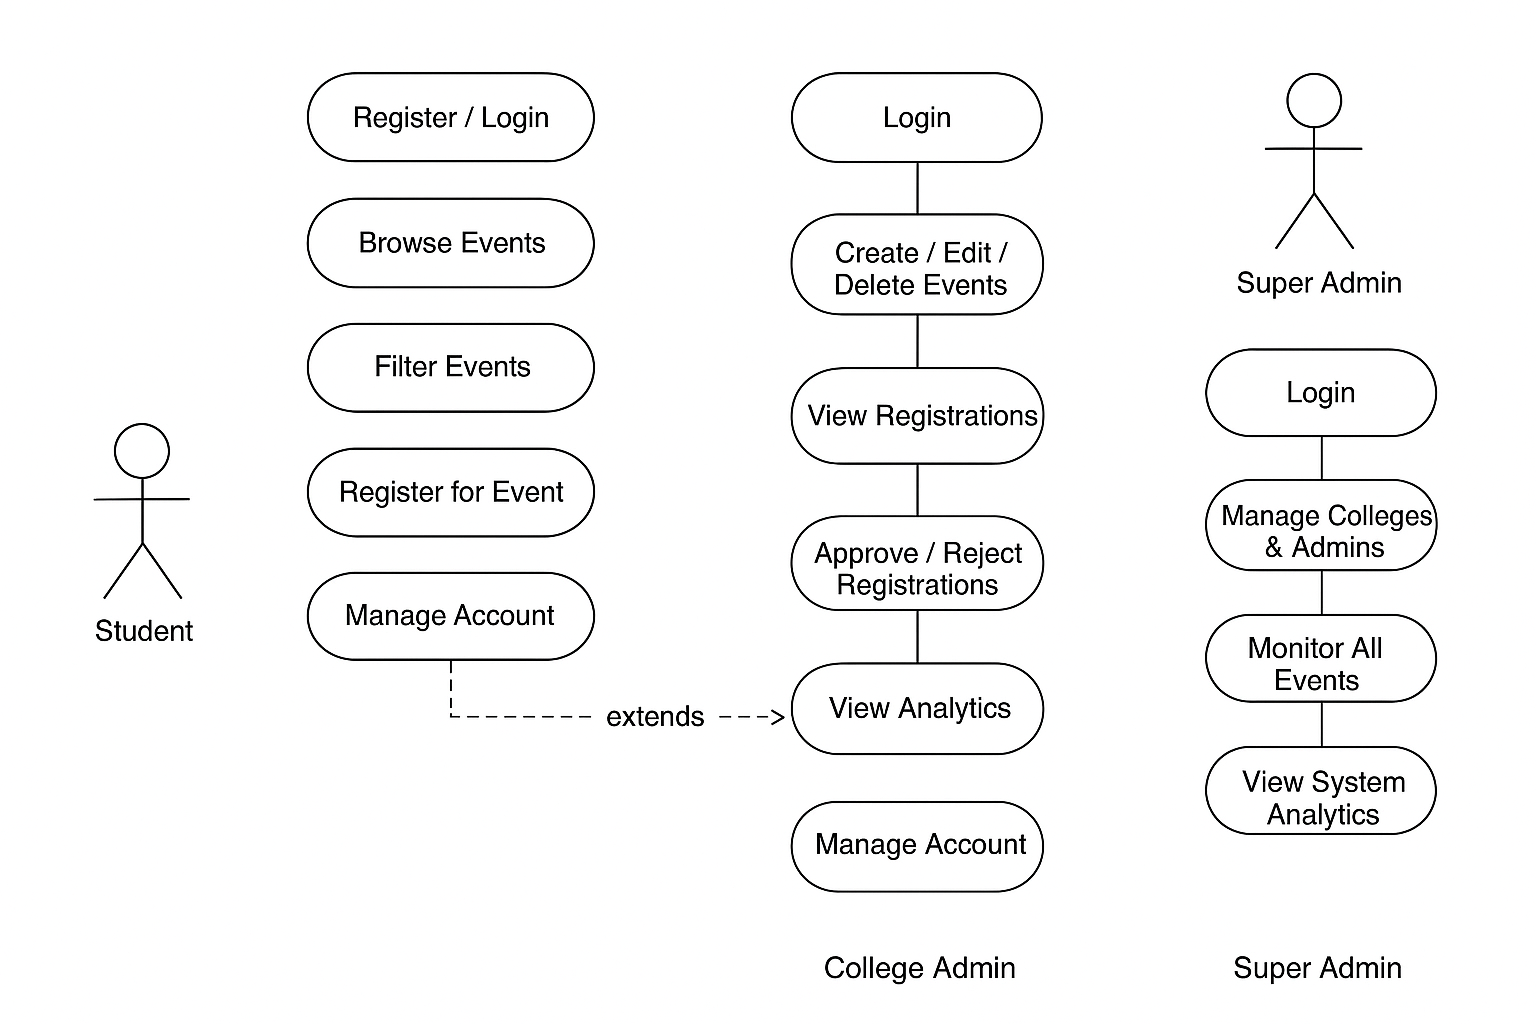 Register / Login
Browse Events
Filter Events
Register for Event
Manage Account
Student
extends
Login
Create / Edit /
Delete Events
View Registrations
Approve / Reject
Registrations
View Analytics
Manage Account
College Admin
Super Admin
Login
Manage Colleges
& Admins
Monitor All
Events
View System
Analytics
Super Admin